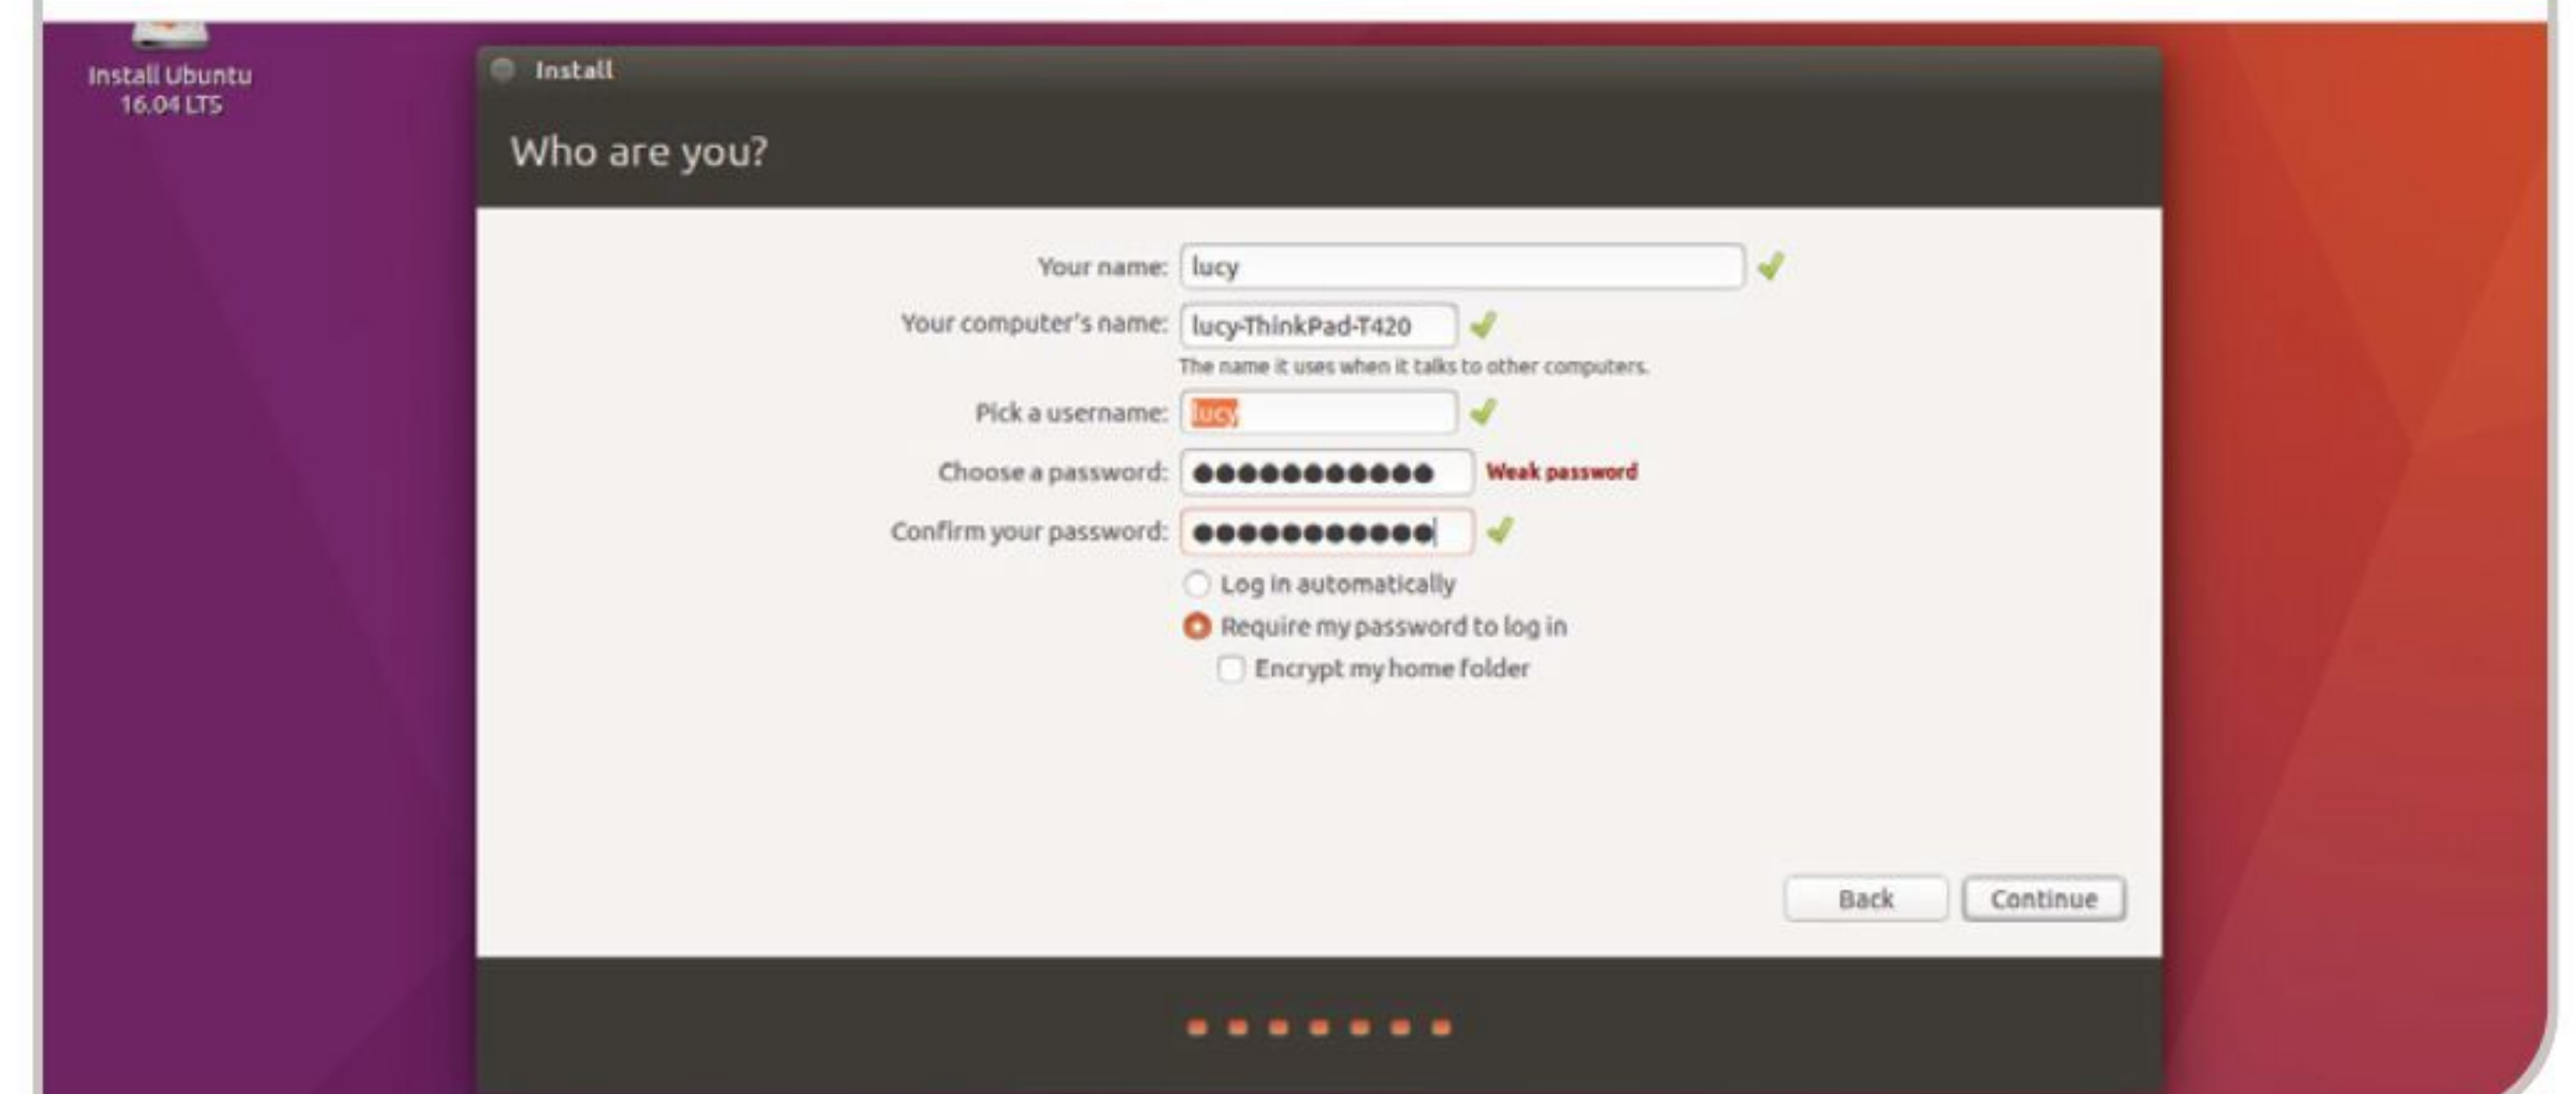 Install Ubuntu
16.04 LTS
Install
Who are you?
Your name: lucy
Your computer's name: lucy-ThinkPad-T420
The name it uses when it talks to other computers.
Pick a username: lucy
Choose a password: ●●●●●●●●●●● Weak password
Confirm your password: ●●●●●●●●●●●
Log in automatically
Require my password to log in
Encrypt my home folder
Back Continue